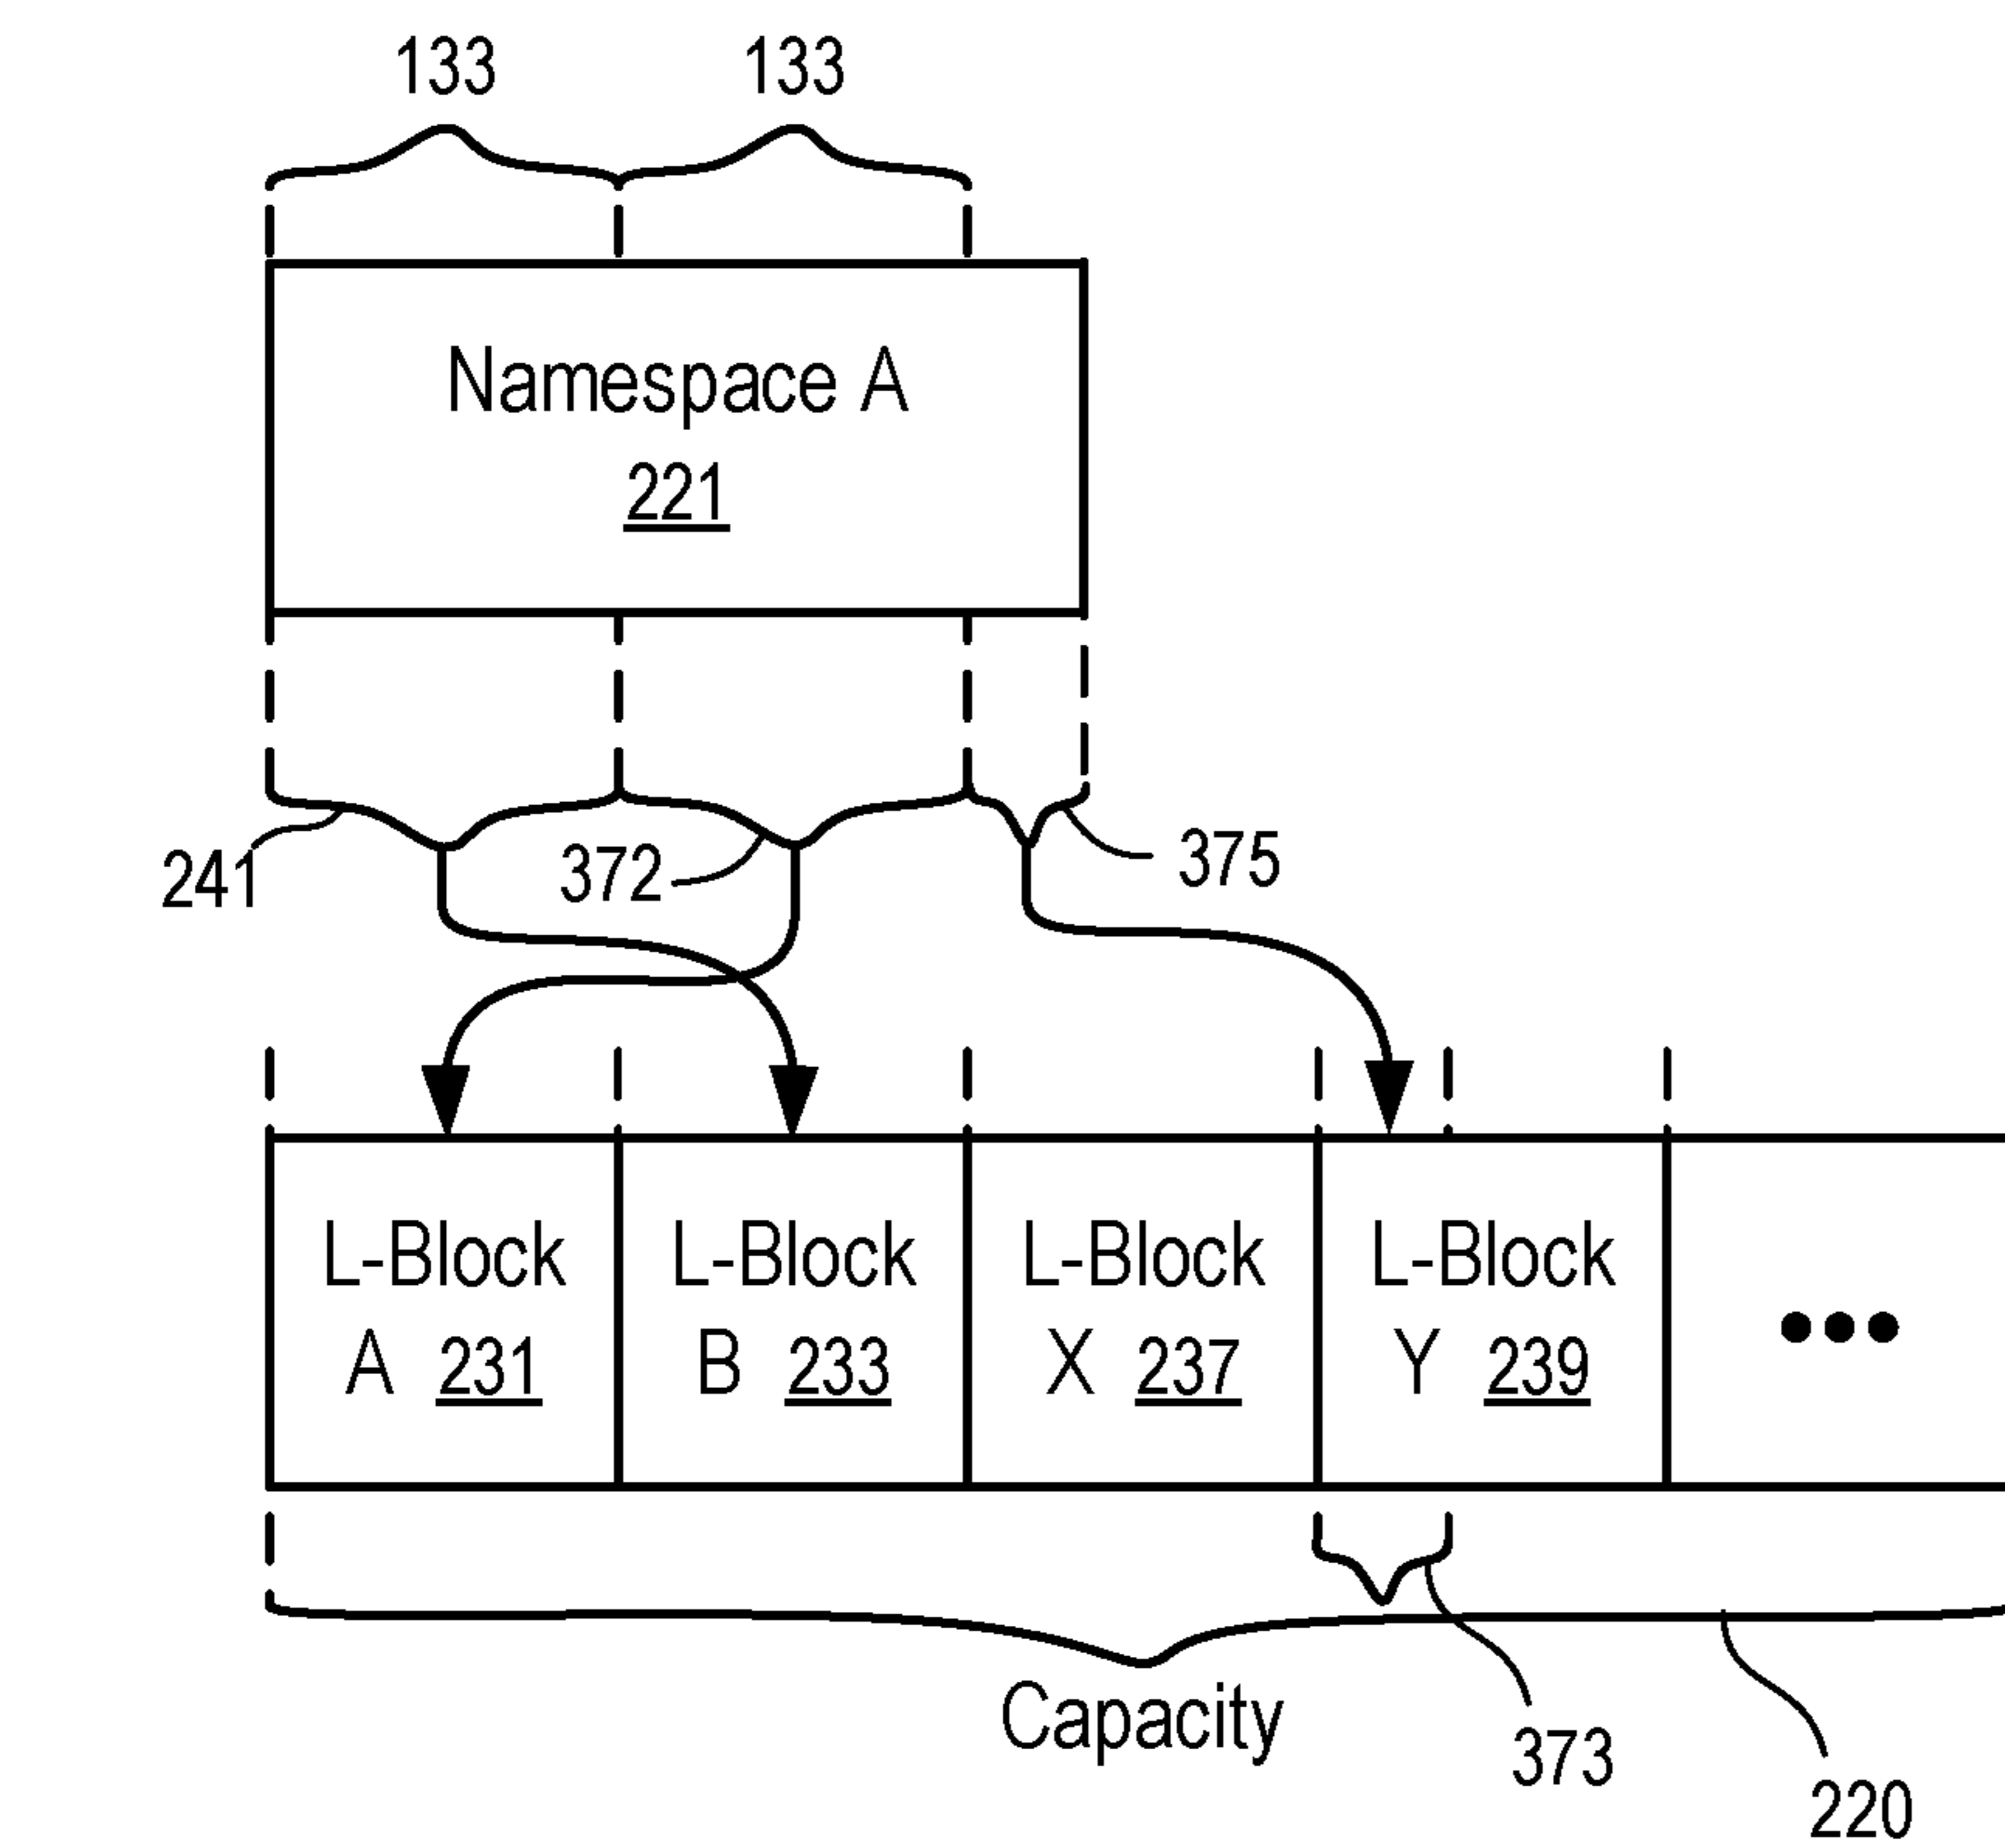 133 133
Namespace A
221
241 372 375
L-Block L-Block L-Block L-Block
A 231 B 233 X 237 Y 239
Capacity
373
220